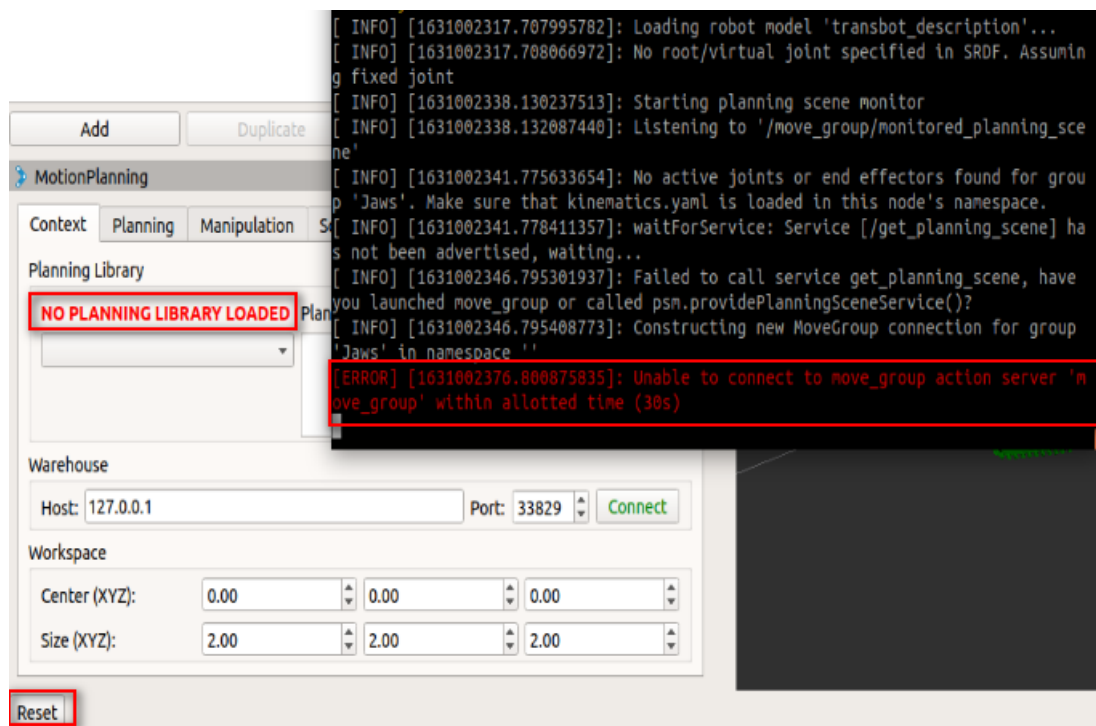 [ INFO] [1631002317.707995782]: Loading robot model 'transbot_description'...
[ INFO] [1631002317.708066972]: No root/virtual joint specified in SRDF. Assumin
g fixed joint
[ INFO] [1631002338.130237513]: Starting planning scene monitor
[ INFO] [1631002338.132087440]: Listening to '/move_group/monitored_planning_sce
ne'
[ INFO] [1631002341.775633654]: No active joints or end effectors found for grou
p 'Jaws'. Make sure that kinematics.yaml is loaded in this node's namespace.
[ INFO] [1631002341.778411357]: waitForService: Service [/get_planning_scene] ha
s not been advertised, waiting...
[ INFO] [1631002346.795301937]: Failed to call service get_planning_scene, have
you launched move_group or called psm.providePlanningSceneService()?
[ INFO] [1631002346.795408773]: Constructing new MoveGroup connection for group
'Jaws' in namespace ''
[ERROR] [1631002376.800875835]: Unable to connect to move_group action server 'm
ove_group' within allotted time (30s)
Add Duplicate
MotionPlanning
Context Planning Manipulation
Planning Library
NO PLANNING LIBRARY LOADED
Warehouse
Host: 127.0.0.1 Port: 33829 Connect
Workspace
Center (XYZ): 0.00 0.00 0.00
Size (XYZ): 2.00 2.00 2.00
Reset